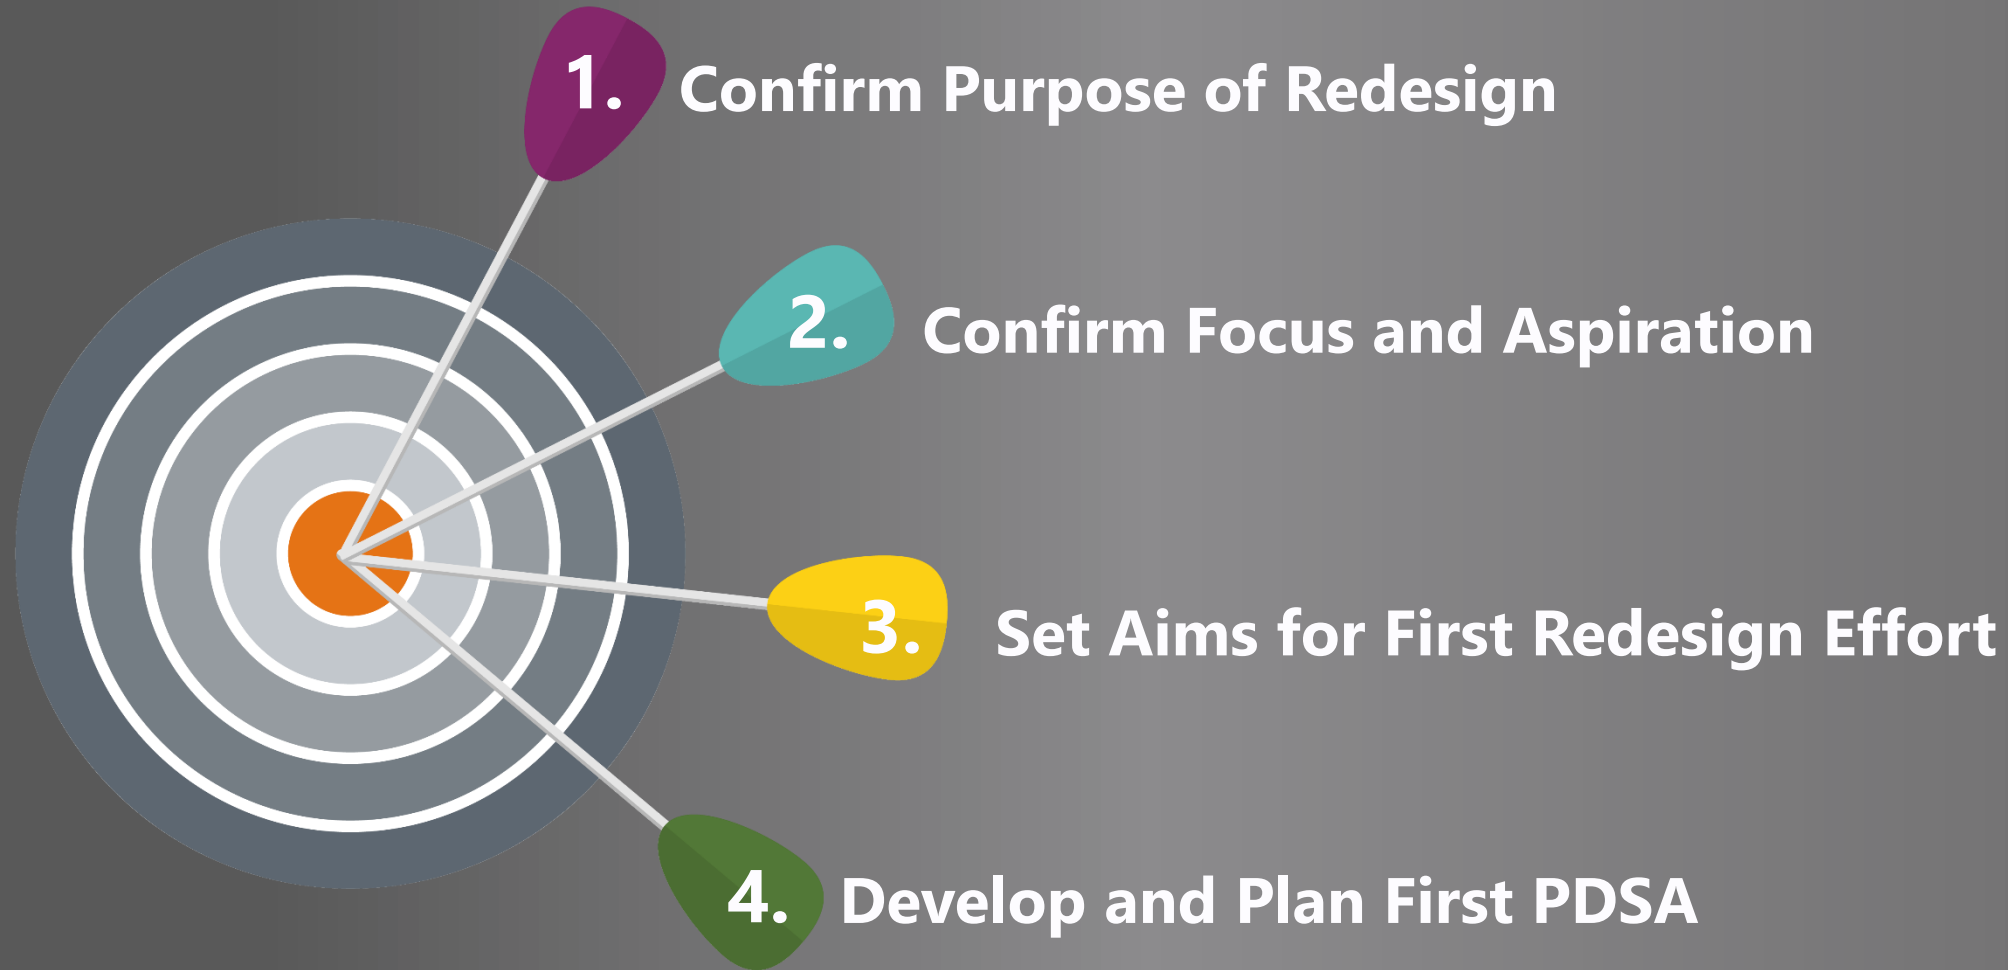 1. Confirm Purpose of Redesign
2. Confirm Focus and Aspiration
3. Set Aims for First Redesign Effort
4. Develop and Plan First PDSA